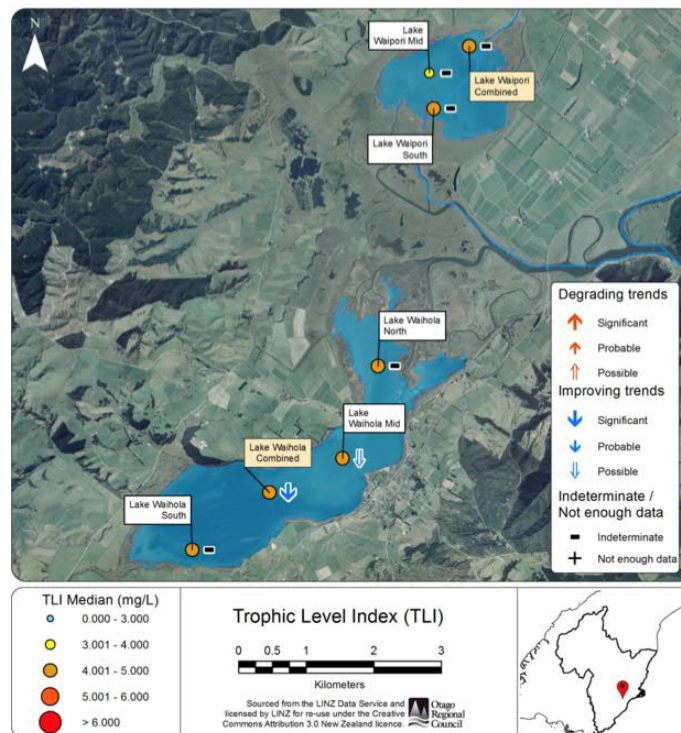 N
Lake
Waipori Mid
Lake Waipori
Combined
Lake Waipori
South
Lake Waihola
North
Lake
Waihola Mid
Lake Waihola
Combined
Lake Waihola
South
Degrading trends
Significant
Probable
Possible
Improving trends
Significant
Probable
Possible
Indeterminate /
Not enough data
Indeterminate
Not enough data
TLI Median (mg/L)
0.000 - 3.000
3.001 - 4.000
4.001 - 5.000
5.001 - 6.000
> 6.000
Trophic Level Index (TLI)
0 0.5 1 2 3
Kilometers
Sourced from the LINZ Data Service and
licensed by LINZ for re-use under the Creative
Commons Attribution 3.0 New Zealand licence.
Otago
Regional
Council